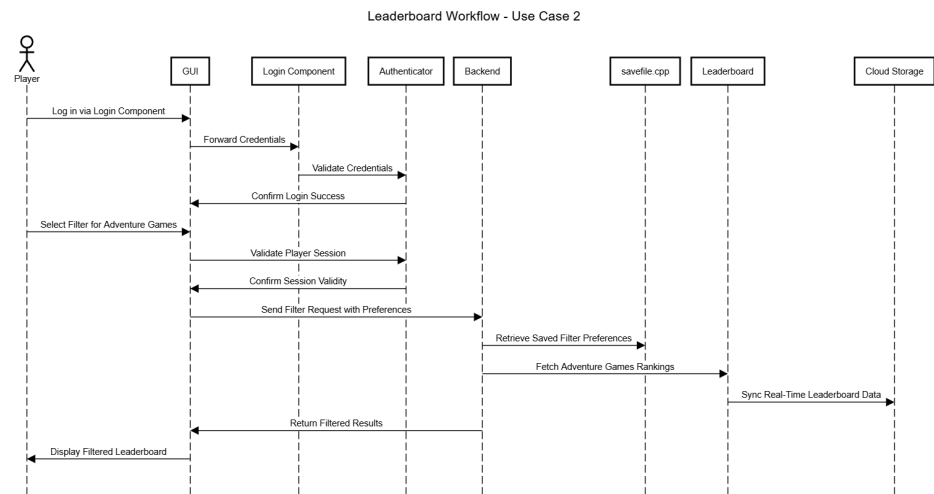 Leaderboard Workflow - Use Case 2
Player
GUI
Login Component
Authenticator
Backend
savefile.cpp
Leaderboard
Cloud Storage
Log in via Login Component
Forward Credentials
Validate Credentials
Confirm Login Success
Select Filter for Adventure Games
Validate Player Session
Confirm Session Validity
Send Filter Request with Preferences
Retrieve Saved Filter Preferences
Fetch Adventure Games Rankings
Sync Real-Time Leaderboard Data
Return Filtered Results
Display Filtered Leaderboard